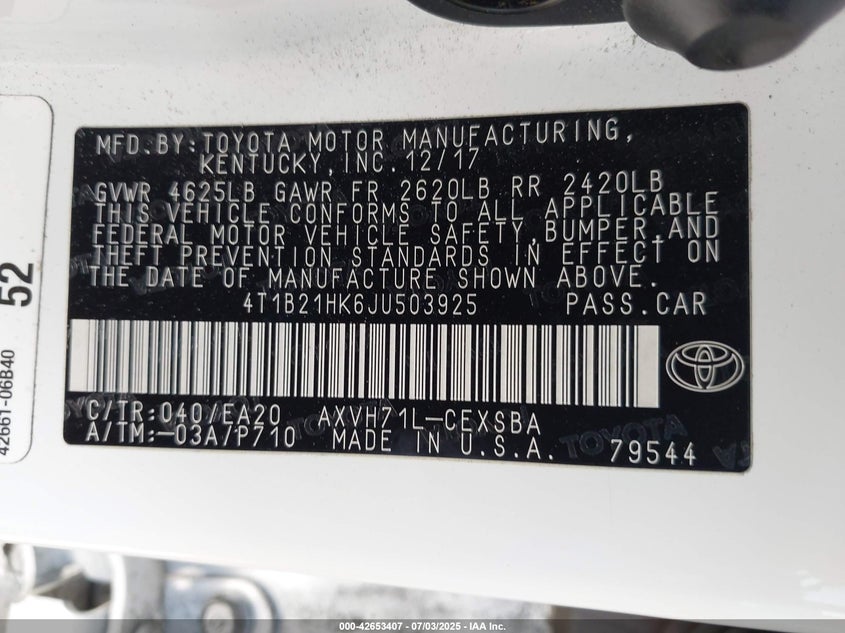 MFD.BY:TOYOTA MOTOR MANUFACTURING,
KENTUCKY,INC.12/17
GVWR 4625LB GAWR FR 2620LB RR 2420LB
THIS VEHICLE CONFORMS TO ALL APPLICABLE
FEDERAL MOTOR VEHICLE SAFETY,BUMPER,AND
THEFT PREVENTION STANDARDS IN EFFECT ON
THE DATE OF MANUFACTURE SHOWN ABOVE.
4T1B21HK6JU503925 PASS.CAR
C/TR:040/EA20 AXVH71L-CEXSBA
A/TM:-03A/P710 MADE IN U.S.A. 79544
52
42661-06B40
000-42653407 - 07/03/2025 - IAA Inc.